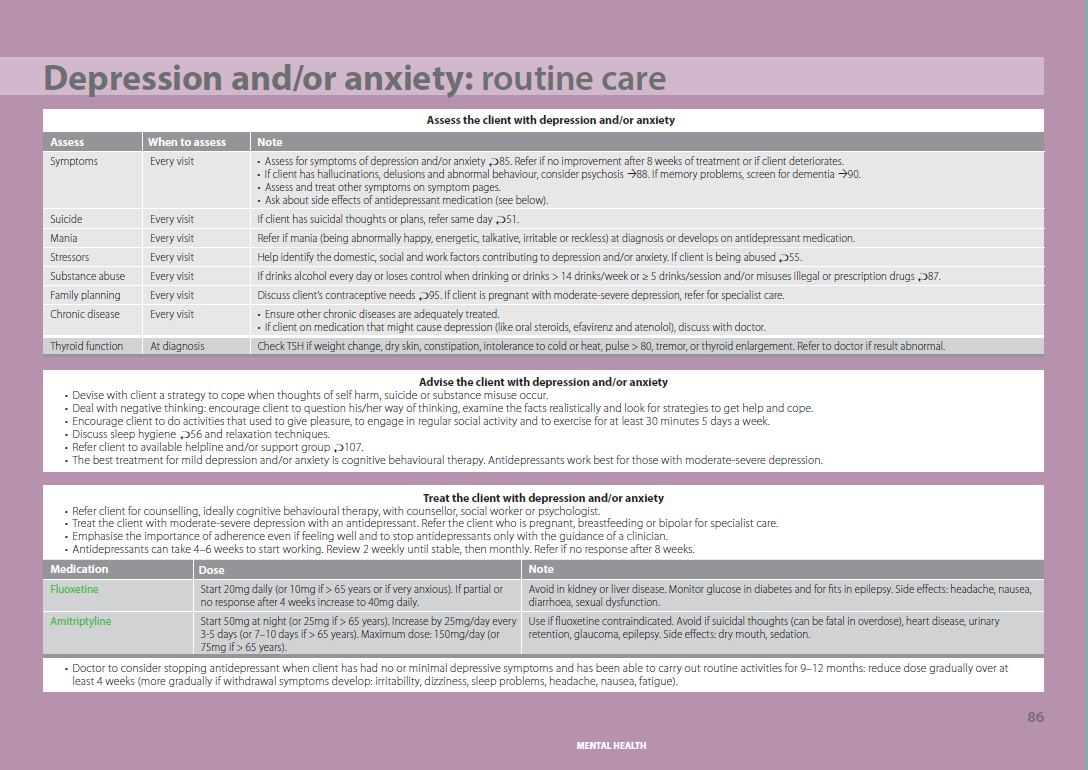 Depression and/or anxiety: routine care
Assess the client with depression and/or anxiety
Assess When to assess Note
Symptoms Every visit • Assess for symptoms of depression and/or anxiety ⮌85. Refer if no improvement after 8 weeks of treatment or if client deteriorates.
• If client has hallucinations, delusions and abnormal behaviour, consider psychosis →88. If memory problems, screen for dementia →90.
• Assess and treat other symptoms on symptom pages.
• Ask about side effects of antidepressant medication (see below).
Suicide Every visit If client has suicidal thoughts or plans, refer same day ⮌51.
Mania Every visit Refer if mania (being abnormally happy, energetic, talkative, irritable or reckless) at diagnosis or develops on antidepressant medication.
Stressors Every visit Help identify the domestic, social and work factors contributing to depression and/or anxiety. If client is being abused ⮌55.
Substance abuse Every visit If drinks alcohol every day or loses control when drinking or drinks > 14 drinks/week or ≥ 5 drinks/session and/or misuses illegal or prescription drugs ⮌87.
Family planning Every visit Discuss client's contraceptive needs ⮌95. If client is pregnant with moderate-severe depression, refer for specialist care.
Chronic disease Every visit • Ensure other chronic diseases are adequately treated.
• If client on medication that might cause depression (like oral steroids, efavirenz and atenolol), discuss with doctor.
Thyroid function At diagnosis Check TSH if weight change, dry skin, constipation, intolerance to cold or heat, pulse > 80, tremor, or thyroid enlargement. Refer to doctor if result abnormal.
Advise the client with depression and/or anxiety
• Devise with client a strategy to cope when thoughts of self harm, suicide or substance misuse occur.
• Deal with negative thinking: encourage client to question his/her way of thinking, examine the facts realistically and look for strategies to get help and cope.
• Encourage client to do activities that used to give pleasure, to engage in regular social activity and to exercise for at least 30 minutes 5 days a week.
• Discuss sleep hygiene ⮌56 and relaxation techniques.
• Refer client to available helpline and/or support group ⮌107.
• The best treatment for mild depression and/or anxiety is cognitive behavioural therapy. Antidepressants work best for those with moderate-severe depression.
Treat the client with depression and/or anxiety
• Refer client for counselling, ideally cognitive behavioural therapy, with counsellor, social worker or psychologist.
• Treat the client with moderate-severe depression with an antidepressant. Refer the client who is pregnant, breastfeeding or bipolar for specialist care.
• Emphasise the importance of adherence even if feeling well and to stop antidepressants only with the guidance of a clinician.
• Antidepressants can take 4–6 weeks to start working. Review 2 weekly until stable, then monthly. Refer if no response after 8 weeks.
Medication Dose Note
Fluoxetine Start 20mg daily (or 10mg if > 65 years or if very anxious). If partial or Avoid in kidney or liver disease. Monitor glucose in diabetes and for fits in epilepsy. Side effects: headache, nausea,
no response after 4 weeks increase to 40mg daily. diarrhoea, sexual dysfunction.
Amitriptyline Start 50mg at night (or 25mg if > 65 years). Increase by 25mg/day every Use if fluoxetine contraindicated. Avoid if suicidal thoughts (can be fatal in overdose), heart disease, urinary
3-5 days (or 7–10 days if > 65 years). Maximum dose: 150mg/day (or retention, glaucoma, epilepsy. Side effects: dry mouth, sedation.
75mg if > 65 years).
• Doctor to consider stopping antidepressant when client has had no or minimal depressive symptoms and has been able to carry out routine activities for 9–12 months: reduce dose gradually over at
least 4 weeks (more gradually if withdrawal symptoms develop: irritability, dizziness, sleep problems, headache, nausea, fatigue).
86
MENTAL HEALTH